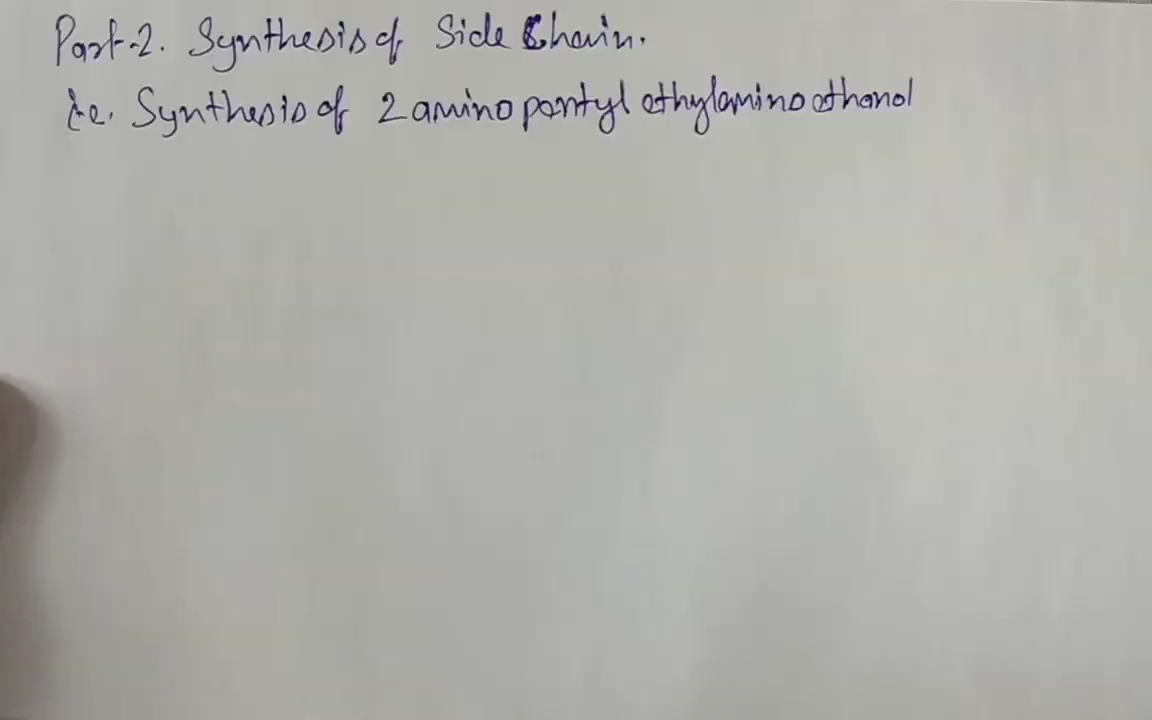 Part-2. Synthesis of Side Chain.
i.e. Synthesis of 2 amino pentyl ethylamino ethanol